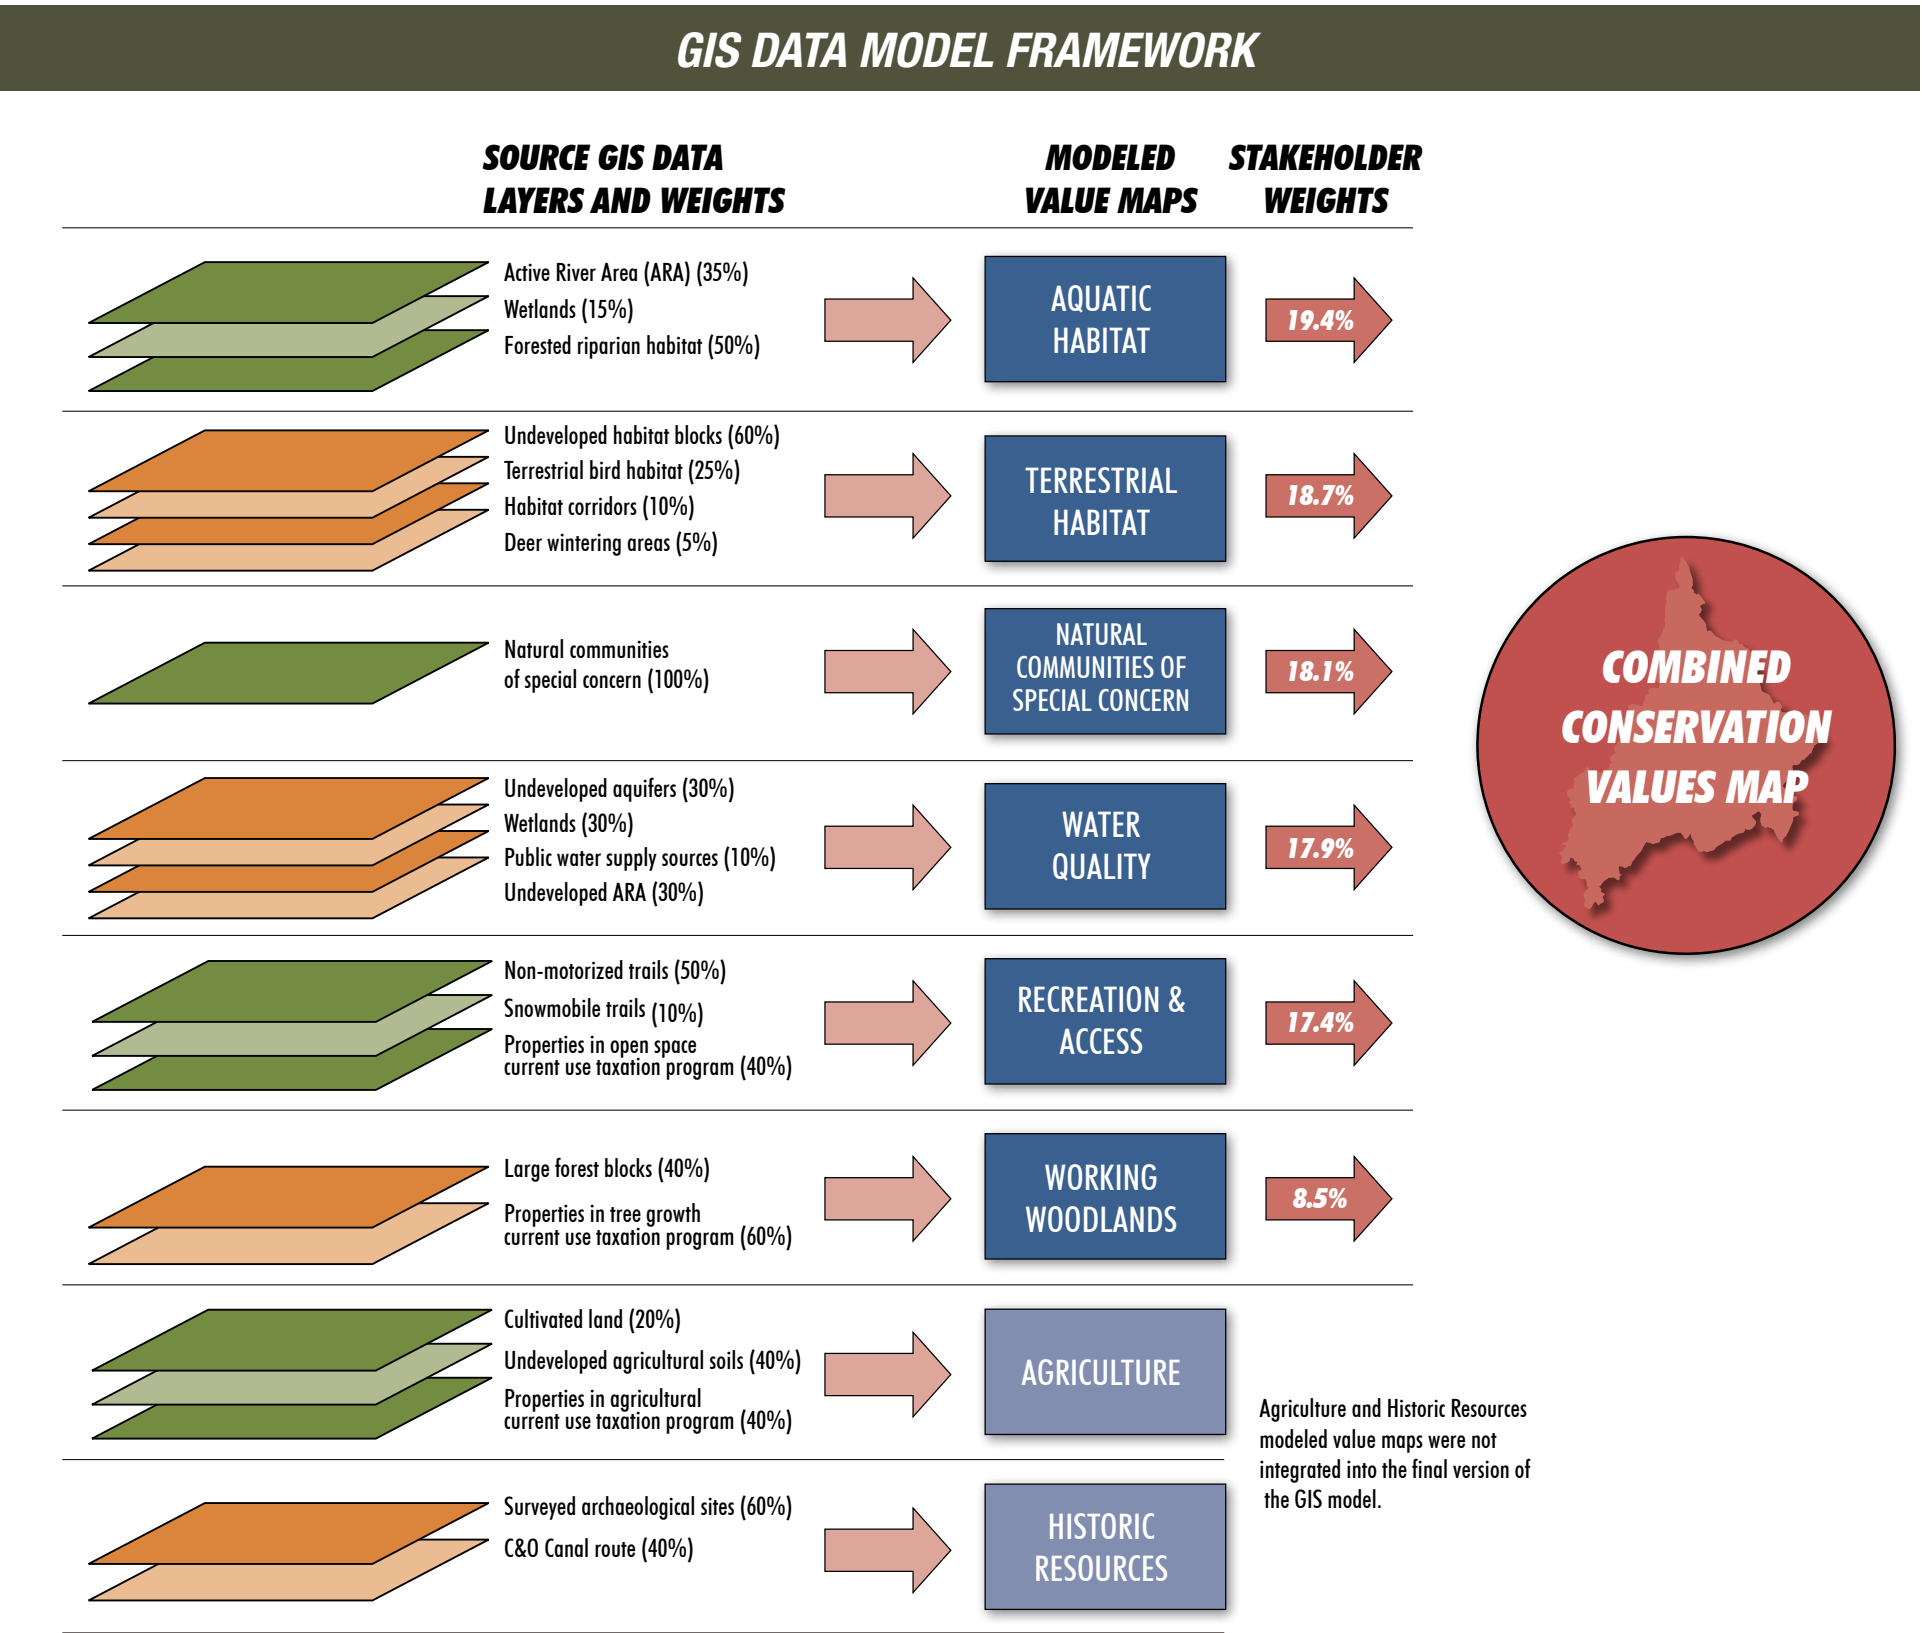 GIS DATA MODEL FRAMEWORK
SOURCE GIS DATA
LAYERS AND WEIGHTS
MODELED
VALUE MAPS
STAKEHOLDER
WEIGHTS
Active River Area (ARA) (35%)
Wetlands (15%)
Forested riparian habitat (50%)
AQUATIC
HABITAT
19.4%
Undeveloped habitat blocks (60%)
Terrestrial bird habitat (25%)
Habitat corridors (10%)
Deer wintering areas (5%)
TERRESTRIAL
HABITAT
18.7%
Natural communities
of special concern (100%)
NATURAL
COMMUNITIES OF
SPECIAL CONCERN
18.1%
Undeveloped aquifers (30%)
Wetlands (30%)
Public water supply sources (10%)
Undeveloped ARA (30%)
WATER
QUALITY
17.9%
Non-motorized trails (50%)
Snowmobile trails (10%)
Properties in open space
current use taxation program (40%)
RECREATION &
ACCESS
17.4%
Large forest blocks (40%)
Properties in tree growth
current use taxation program (60%)
WORKING
WOODLANDS
8.5%
Cultivated land (20%)
Undeveloped agricultural soils (40%)
Properties in agricultural
current use taxation program (40%)
AGRICULTURE
Surveyed archaeological sites (60%)
C&O Canal route (40%)
HISTORIC
RESOURCES
Agriculture and Historic Resources
modeled value maps were not
integrated into the final version of
the GIS model.
COMBINED
CONSERVATION
VALUES MAP